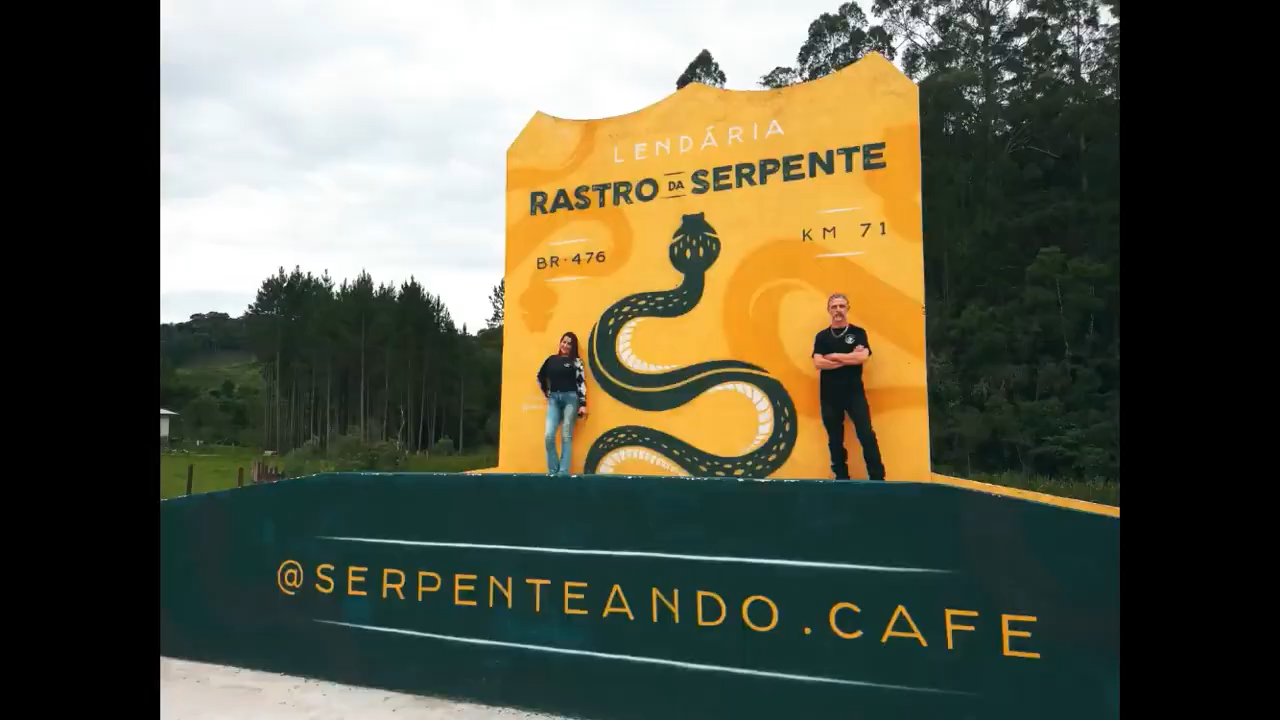 LENDÁRIA
RASTRO DA SERPENTE
BR-476
KM 71
@SERPENTEANDO.CAFE